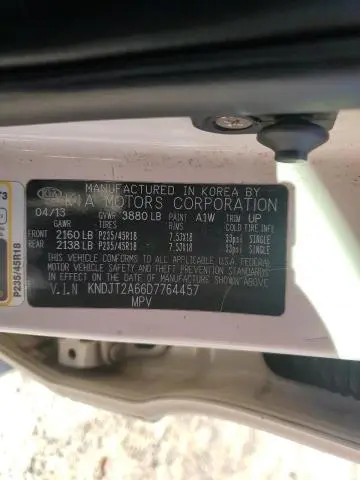 MANUFACTURED IN KOREA BY
KIA KIA MOTORS CORPORATION
04/13 GVWR 3880 LB PAINT A1W TRIM UP
TIRES RIMS COLD TIRE INFL
FRONT 2160 LB P235/45R18 7.5JX18 33psi SINGLE
REAR 2138 LB P235/45R18 7.5JX18 33psi SINGLE
THIS VEHICLE CONFORMS TO ALL APPLICABLE U.S.A. FEDERAL
MOTOR VEHICLE SAFETY AND THEFT PREVENTION STANDARDS
IN EFFECT ON THE DATE OF MANUFACTURE SHOWN ABOVE
V.I.N KNDJT2A66D7764457
MPV
P235/45R18